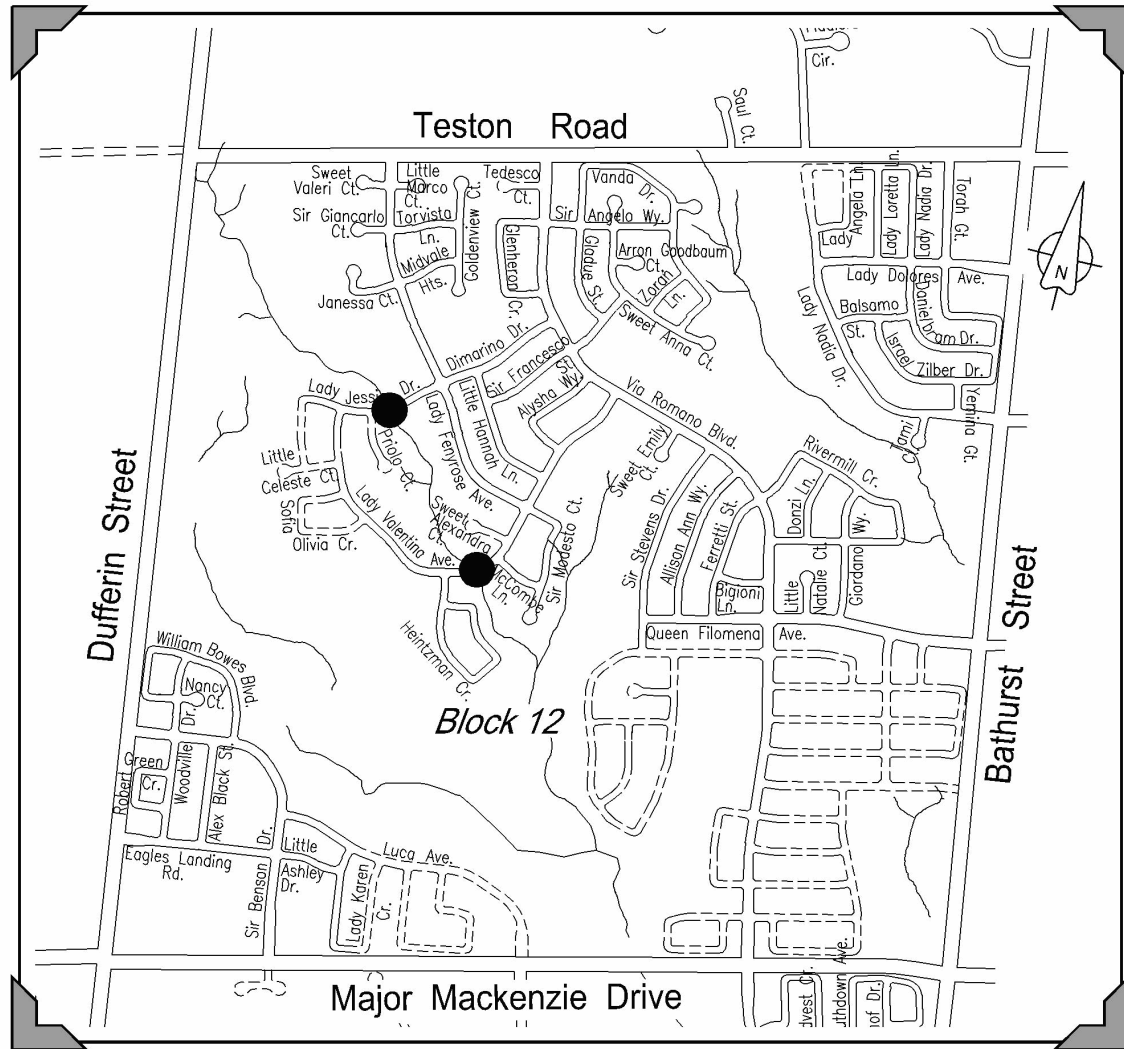 Cir.
Saul Ct.
Teston Road
Sweet
Valeri Ct.
Little
Marco
Ct.
Tedesco
Ct.
Vanda Dr.
Sir Giancarlo
Ct.
Torvista
Ln.
Goldenview Ct.
Sir
Angelo Wy.
Midvale
Hts.
Janessa Ct.
Glenheron
Cr.
Gladue St.
Arron Goodbaum
Ct.
Zorah
Ln.
Sweet Anna Ct.
Lady
Angela Ln.
Lady Loretta Ln.
Lady Nadia Dr.
Torah Gt.
Lady Dolores Ave.
Lady Nadia Dr.
Balsamo
St.
Danielbram Dr.
Israel
Zilber Dr.
Yemina Gt.
Tami
Ct.
N
Dimarino Dr.
Sir Francesco
St.
Alysha Wy.
Little Hannah
Ln.
Lady Fenyrose Ave.
Lady Jessi
Dr.
Priolo Ct.
Little
Celeste Ct.
Sofia
Olivia Cr.
Lady Valentina Ave.
Sweet
Alexandra
Ct.
McCombe
Ln.
Sir Modesto Ct.
Heintzman Cr.
Via Romano Blvd.
Sweet Emily
Ct.
Sir Stevens Dr.
Allison Ann Wy.
Ferretti St.
Bigioni
Ln.
Rivermill Cr.
Donzi
Ln.
Little
Natalie Ct.
Giordano
Wy.
Queen Filomena Ave.
Dufferin Street
Bathurst Street
Block 12
William Bowes
Blvd.
Nancy
Ct.
Woodville
Dr.
Alex Black St.
Robert
Green
Cr.
Eagles Landing
Rd.
Sir Benson
Dr.
Little
Ashley
Dr.
Lady Karen
Cr.
Luca Ave.
Major Mackenzie Drive